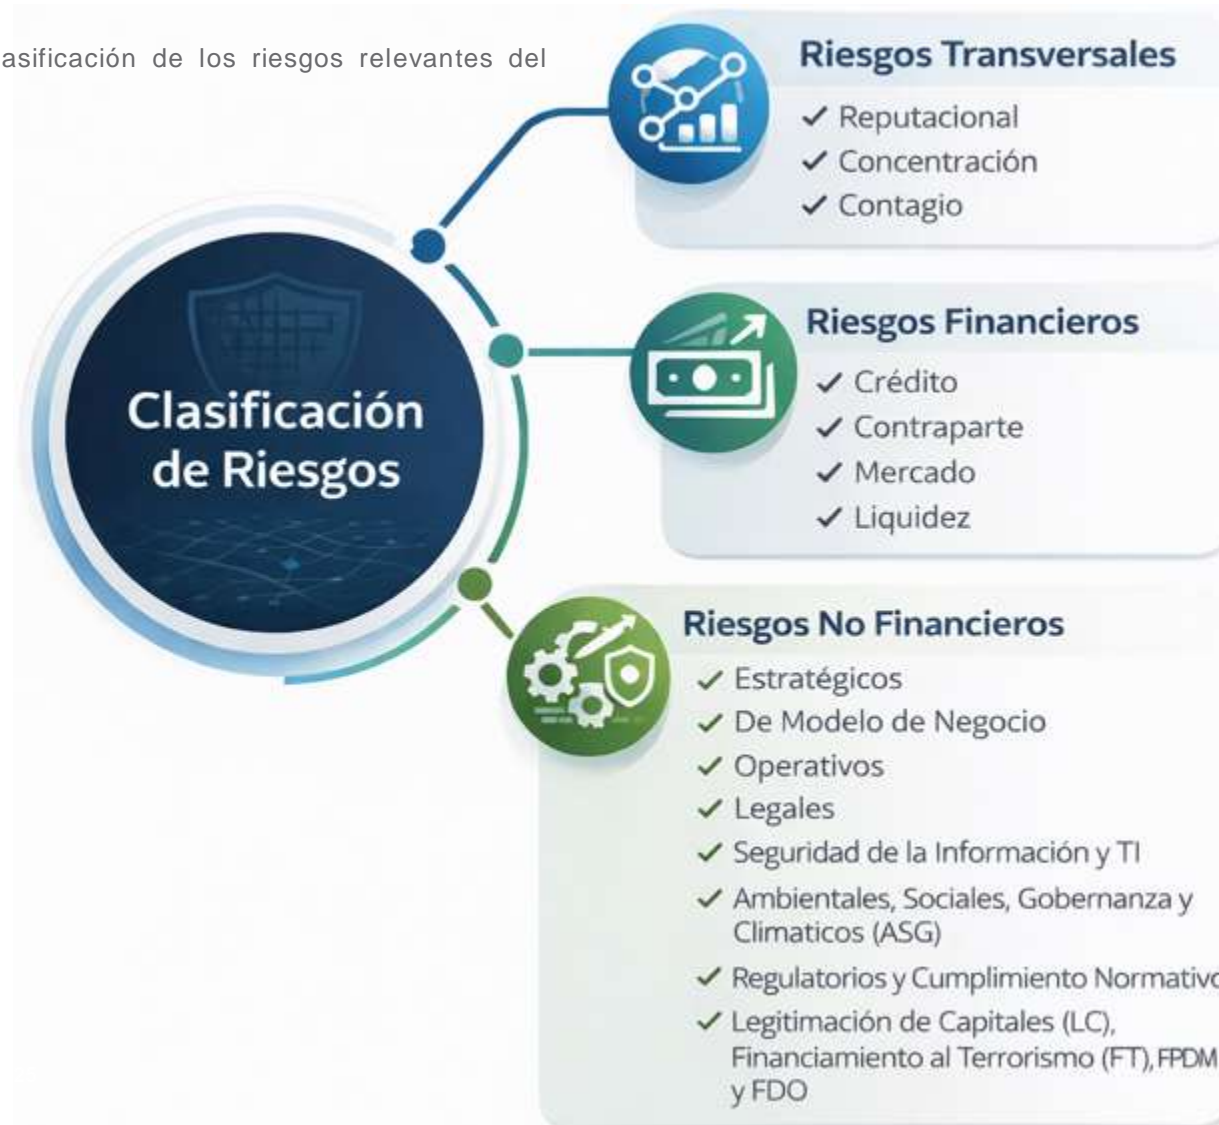 asificación de los riesgos relevantes del
Clasificación
de Riesgos
Riesgos Transversales
✓ Reputacional
✓ Concentración
✓ Contagio
Riesgos Financieros
✓ Crédito
✓ Contraparte
✓ Mercado
✓ Liquidez
Riesgos No Financieros
✓ Estratégicos
✓ De Modelo de Negocio
✓ Operativos
✓ Legales
✓ Seguridad de la Información y TI
✓ Ambientales, Sociales, Gobernanza y
Climaticos (ASG)
✓ Regulatorios y Cumplimiento Normativo
✓ Legitimación de Capitales (LC),
Financiamiento al Terrorismo (FT), FPDM
y FDO